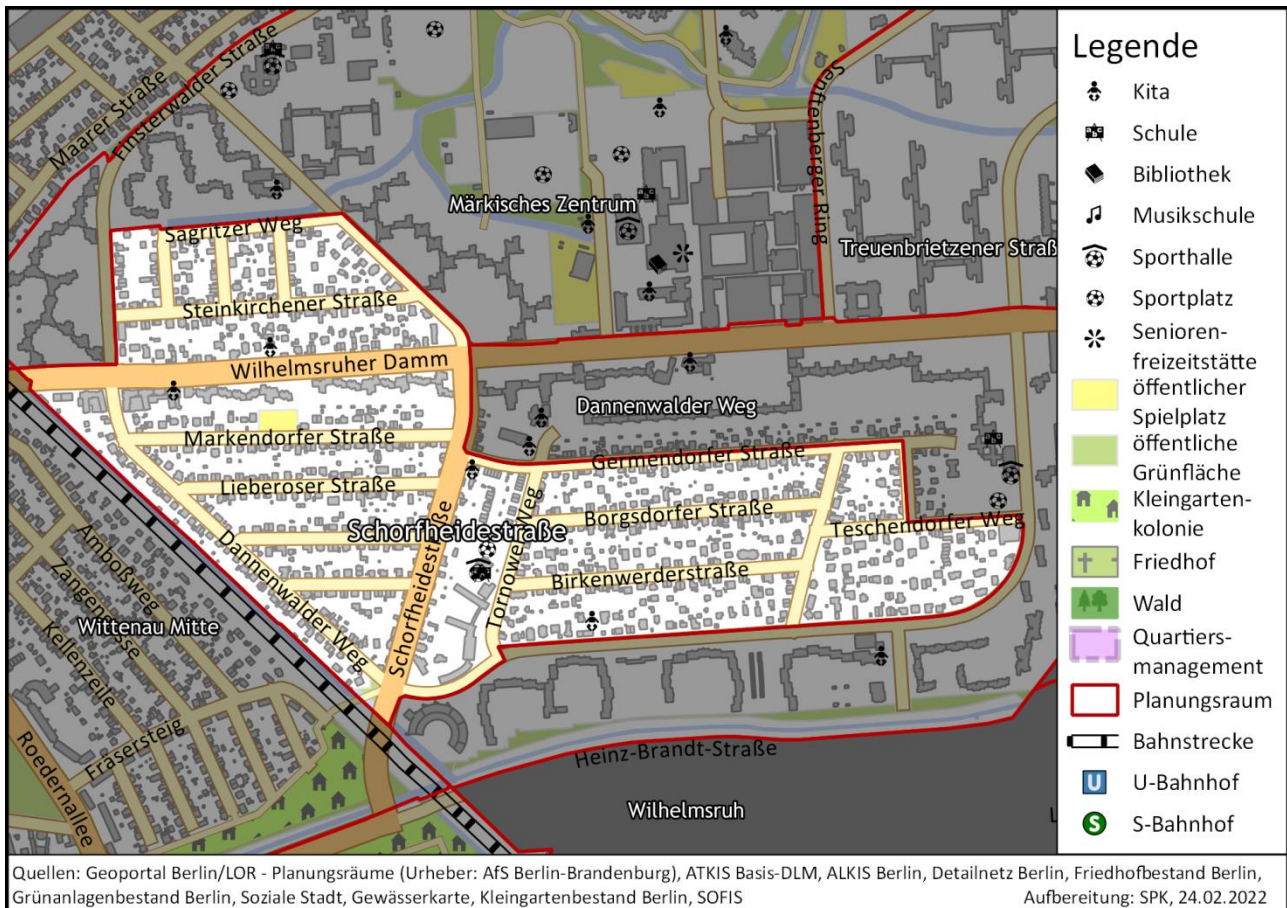 Maarer Straße
Finsterwalder Straße
Senftenberger Ring
Märkisches Zentrum
Sagritzer Weg
Treuenbrietzener Straß
Steinkirchener Straße
Wilhelmsruher Damm
Dannenwalder Weg
Markendorfer Straße
Germendorfer Straße
Lieberoser Straße
Borgsdorfer Straße
Teschendorfer Weg
Schorfheidestraße
Birkenwerderstraße
Tornower Weg
Dannenwalder Weg
Schorfheidestraße
Amboßweg
Zangengasse
Kellenzeile
Wittenau Mitte
Frasersteig
Roedernallee
Heinz-Brandt-Straße
Wilhelmsruh
L
Legende
Kita
Schule
Bibliothek
Musikschule
Sporthalle
Sportplatz
Senioren-
freizeitstätte
öffentlicher
Spielplatz
öffentliche
Grünfläche
Kleingarten-
kolonie
Friedhof
Wald
Quartiers-
management
Planungsraum
Bahnstrecke
U U-Bahnhof
S S-Bahnhof
Quellen: Geoportal Berlin/LOR - Planungsräume (Urheber: AfS Berlin-Brandenburg), ATKIS Basis-DLM, ALKIS Berlin, Detailnetz Berlin, Friedhofbestand Berlin,
Grünanlagenbestand Berlin, Soziale Stadt, Gewässerkarte, Kleingartenbestand Berlin, SOFIS Aufbereitung: SPK, 24.02.2022